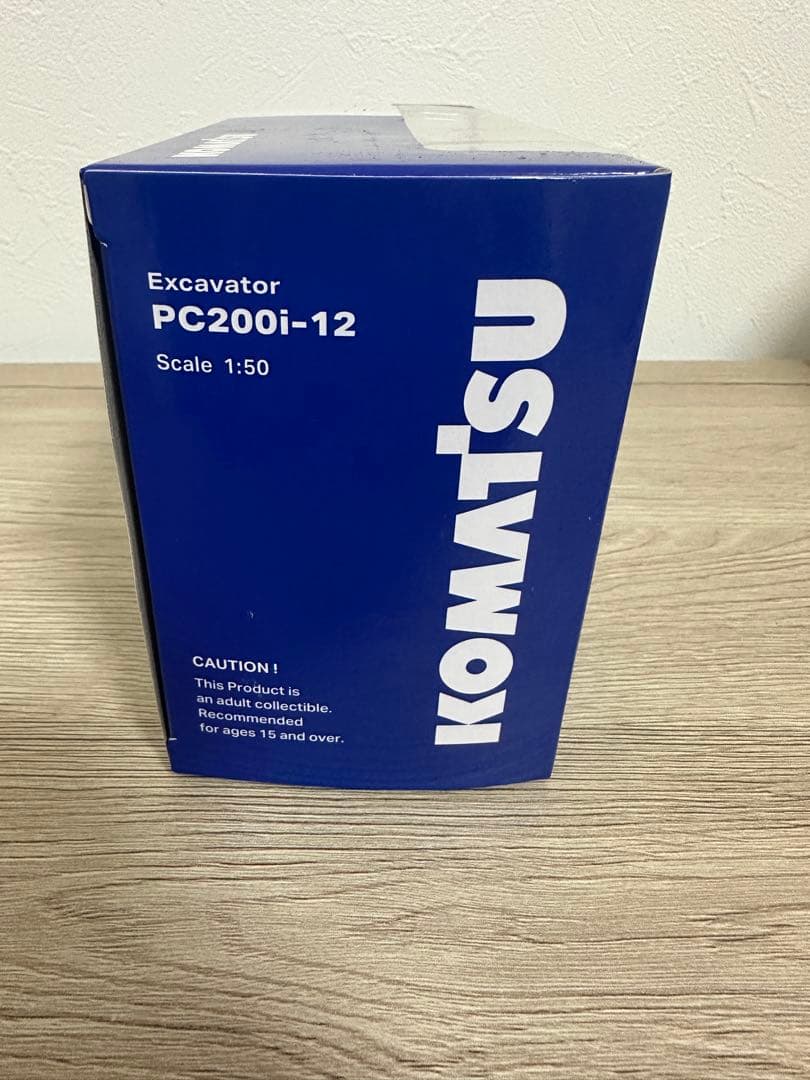 KOMATSU
Excavator
PC200i-12
Scale 1:50
KOMATSU
CAUTION !
This Product is
an adult collectible.
Recommended
for ages 15 and over.